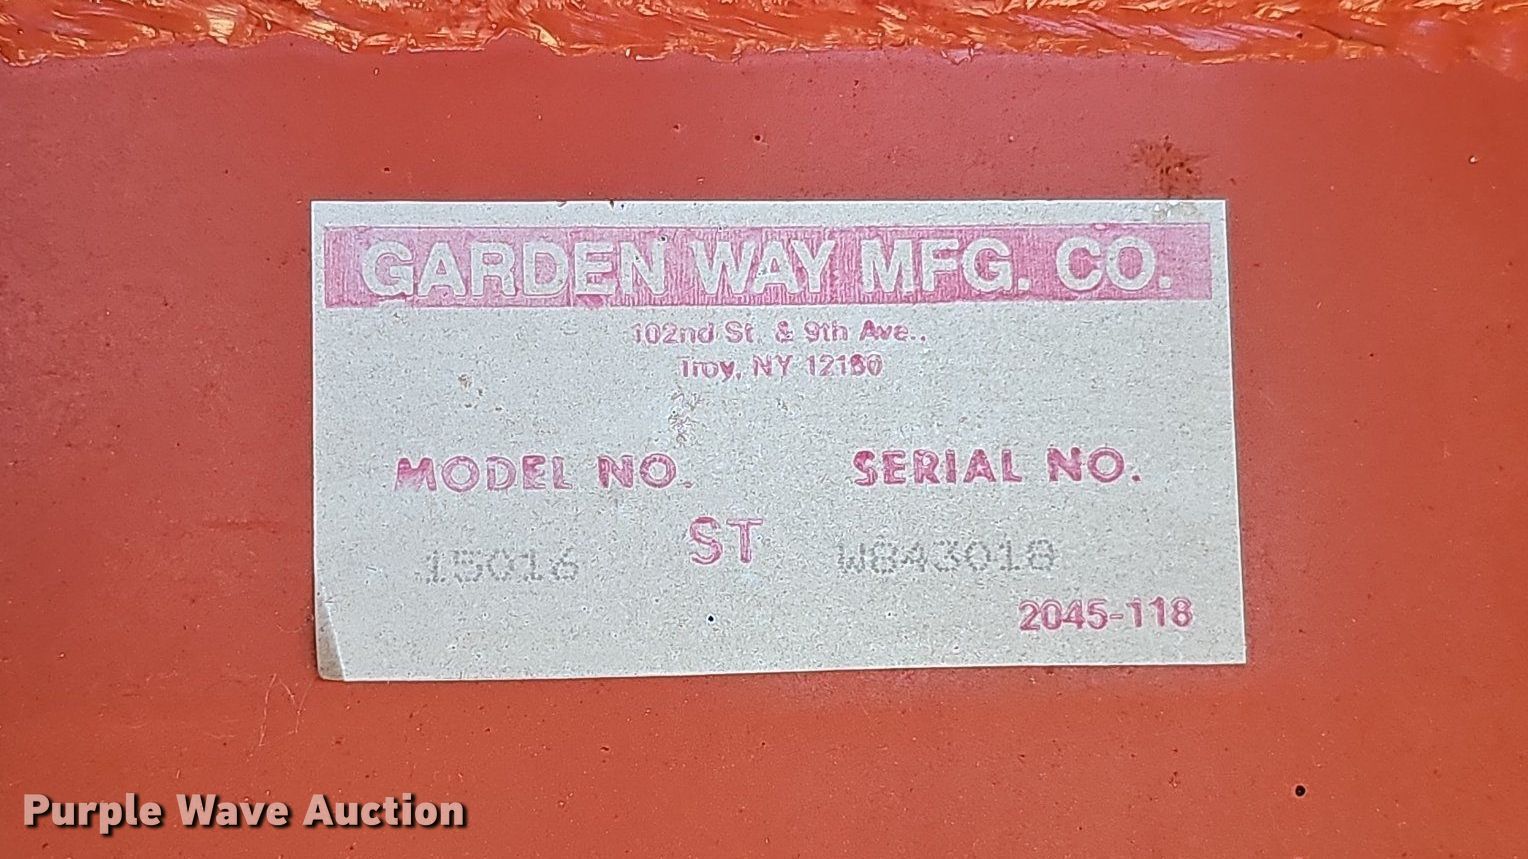 GARDEN WAY MFG. CO.
102nd St. & 9th Ave.,
Troy, NY 12180
MODEL NO. SERIAL NO.
15016 ST W843018
2045-118
Purple Wave Auction